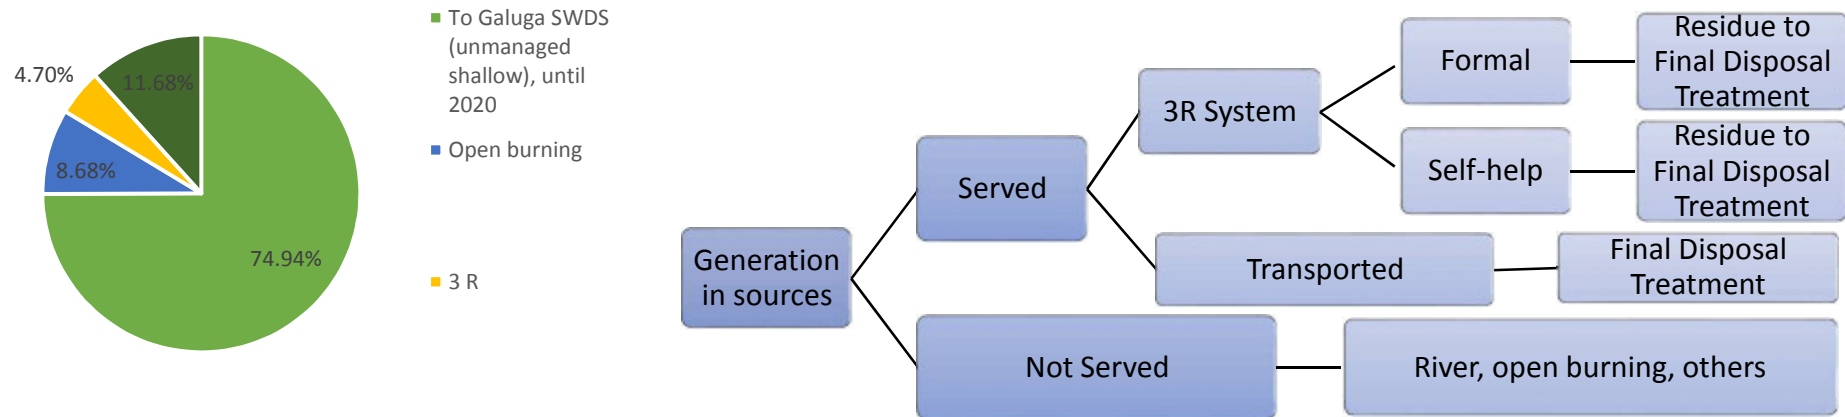 4.70%
11.68%
8.68%
74.94%
To Galuga SWDS
(unmanaged
shallow), until
2020
Open burning
3 R
Generation
in sources
Served
Not Served
3R System
Transported
Formal
Self-help
Residue to
Final Disposal
Treatment
Residue to
Final Disposal
Treatment
Final Disposal
Treatment
River, open burning, others